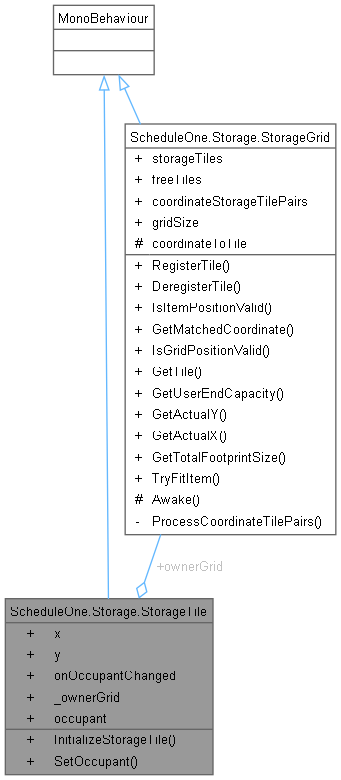 MonoBehaviour
ScheduleOne.Storage.StorageGrid
+ storageTiles
+ freeTiles
+ coordinateStorageTilePairs
+ gridSize
# coordinateToTile
+ RegisterTile()
+ DeregisterTile()
+ IsItemPositionValid()
+ GetMatchedCoordinate()
+ IsGridPositionValid()
+ GetTile()
+ GetUserEndCapacity()
+ GetActualY()
+ GetActualX()
+ GetTotalFootprintSize()
+ TryFitItem()
# Awake()
- ProcessCoordinateTilePairs()
+ownerGrid
ScheduleOne.Storage.StorageTile
+ x
+ y
+ onOccupantChanged
+ _ownerGrid
+ occupant
+ InitializeStorageTile()
+ SetOccupant()